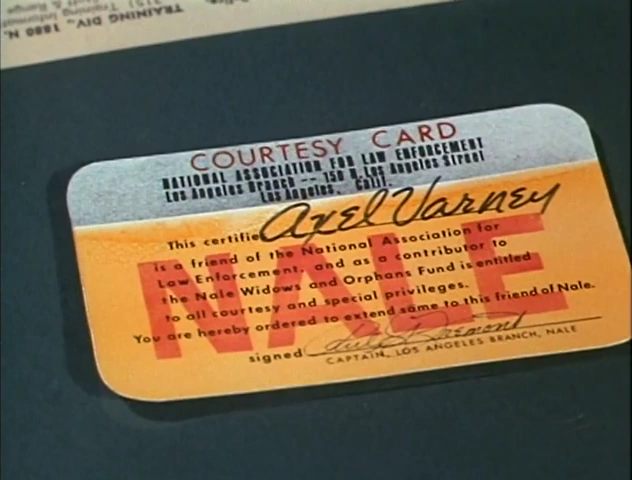 TRAINING DIV., 1880 N.
COURTESY CARD
NATIONAL ASSOCIATION FOR LAW ENFORCEMENT
Los Angeles Branch -- 150 N. Los Angeles Street
Los Angeles, Calif.
This certifies Axel Varney
is a friend of the National Association for
Law Enforcement, and as a contributor to
the Nale Widows and Orphans Fund is entitled
to all courtesy and special privileges.
You are hereby ordered to extend same to this friend of Nale.
NALE
signed
CAPTAIN, LOS ANGELES BRANCH, NALE